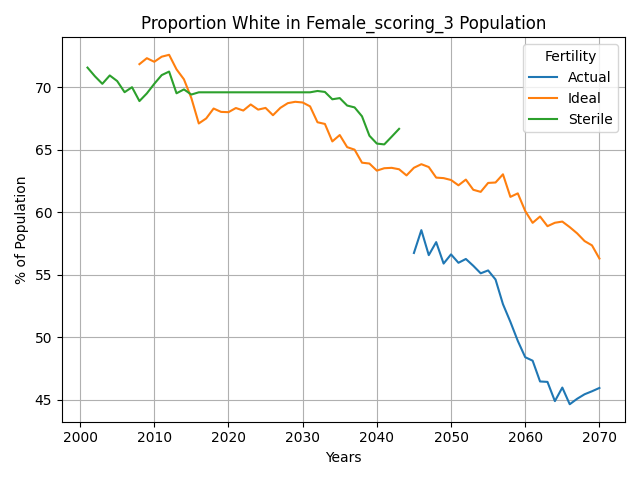 Proportion White in Female_scoring_3 Population
Fertility
Actual
Ideal
Sterile
% of Population
70
65
60
55
50
45
2000 2010 2020 2030 2040 2050 2060 2070
Years